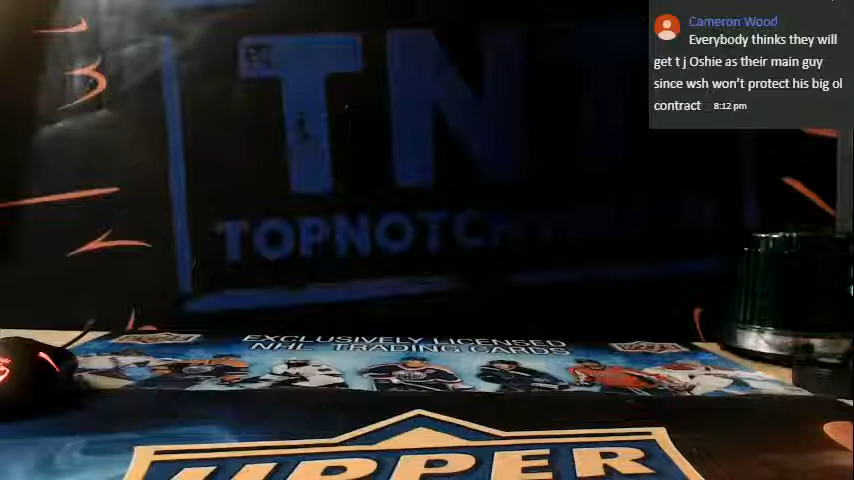 Cameron Wood
Everybody thinks they will
get t j Oshie as their main guy
since wsh won't protect his big ol
contract 8:12 pm
TNT
TOPNOTCH
EXCLUSIVELY LICENSED
NHL TRADING CARDS
UPPER